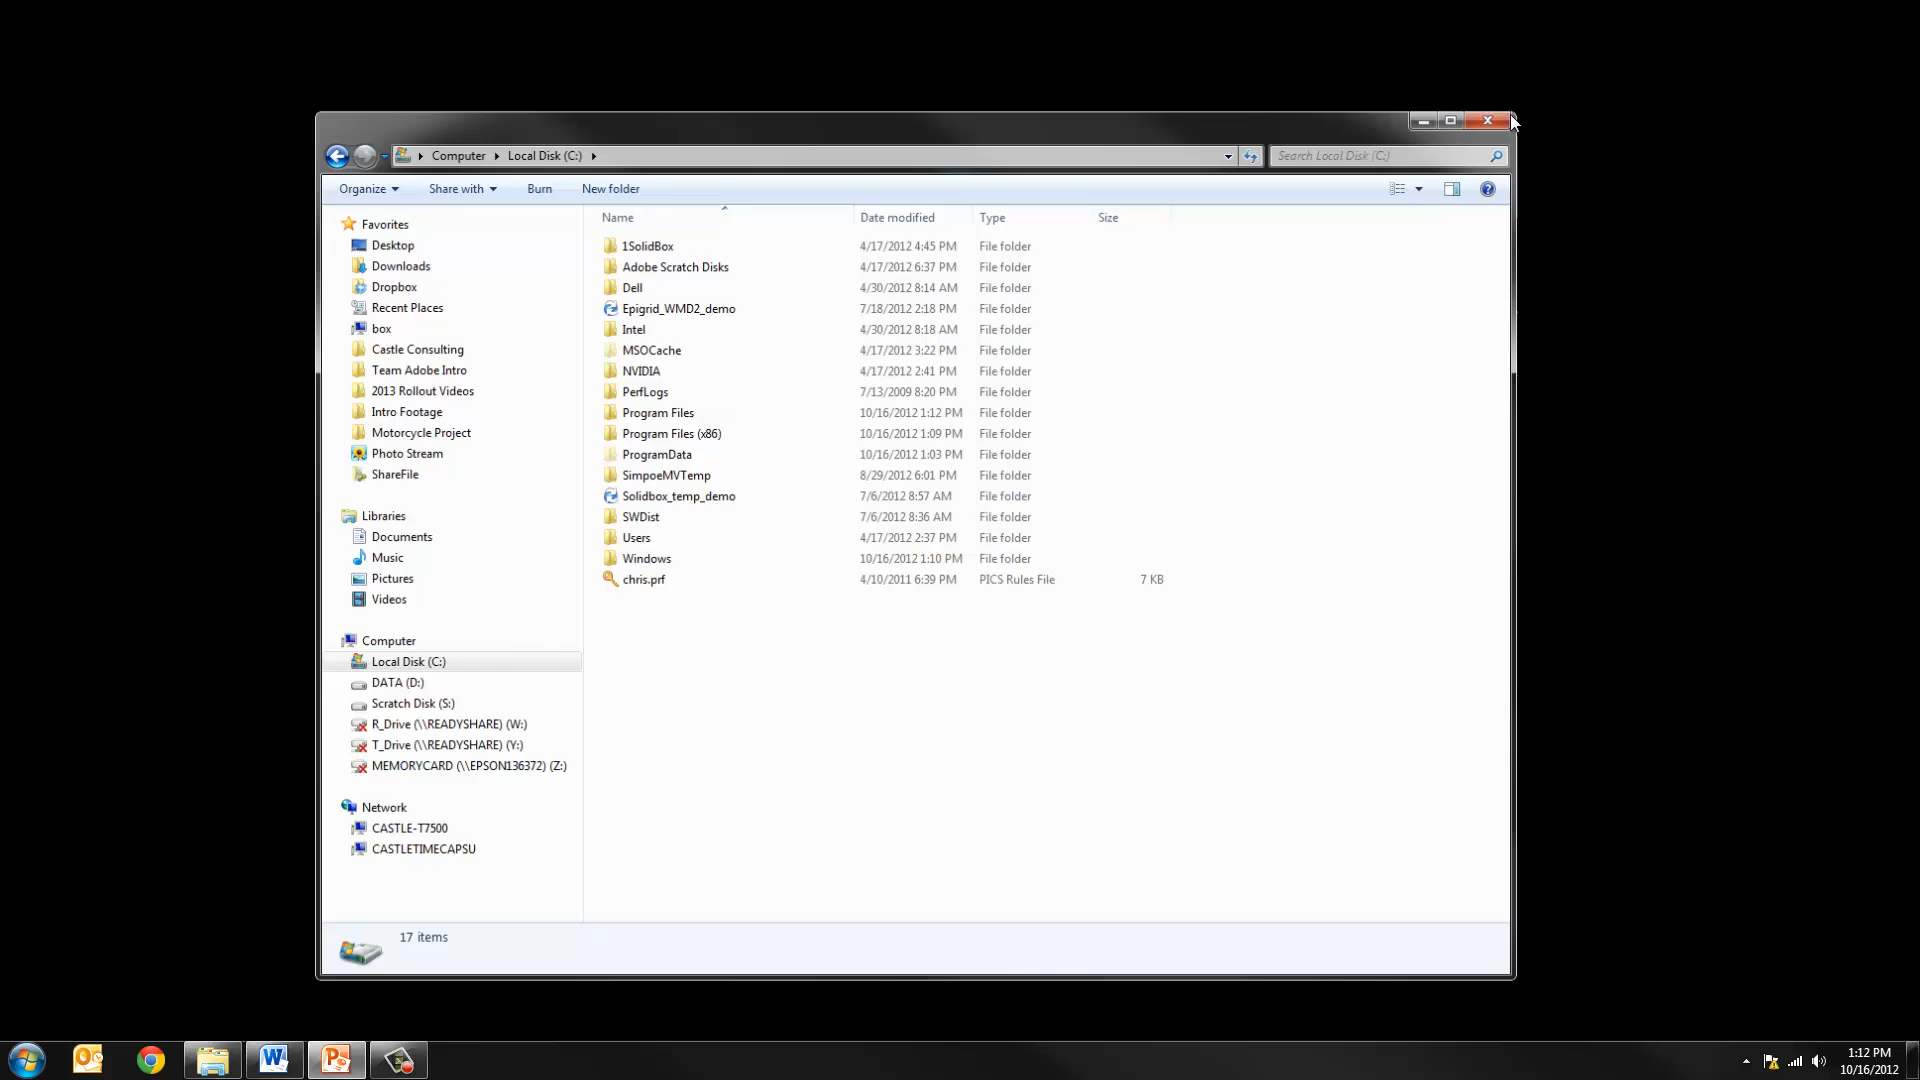 Computer Local Disk (C:) Search Local Disk (C:)
Organize Share with Burn New folder
Name Date modified Type Size
Favorites
Desktop
Downloads
Dropbox
Recent Places
box
Castle Consulting
Team Adobe Intro
2013 Rollout Videos
Intro Footage
Motorcycle Project
Photo Stream
ShareFile
Libraries
Documents
Music
Pictures
Videos
Computer
Local Disk (C:)
DATA (D:)
Scratch Disk (S:)
R_Drive (\\READYSHARE) (W:)
T_Drive (\\READYSHARE) (Y:)
MEMORYCARD (\\EPSON136372) (Z:)
Network
CASTLE-T7500
CASTLETIMECAPSU
1SolidBox 4/17/2012 4:45 PM File folder
Adobe Scratch Disks 4/17/2012 6:37 PM File folder
Dell 4/30/2012 8:14 AM File folder
Epigrid_WMD2_demo 7/18/2012 2:18 PM File folder
Intel 4/30/2012 8:18 AM File folder
MSOCache 4/17/2012 3:22 PM File folder
NVIDIA 4/17/2012 2:41 PM File folder
PerfLogs 7/13/2009 8:20 PM File folder
Program Files 10/16/2012 1:12 PM File folder
Program Files (x86) 10/16/2012 1:09 PM File folder
ProgramData 10/16/2012 1:03 PM File folder
SimpoeMVTemp 8/29/2012 6:01 PM File folder
Solidbox_temp_demo 7/6/2012 8:57 AM File folder
SWDist 7/6/2012 8:36 AM File folder
Users 4/17/2012 2:37 PM File folder
Windows 10/16/2012 1:10 PM File folder
chris.prf 4/10/2011 6:39 PM PICS Rules File 7 KB
17 items
1:12 PM
10/16/2012